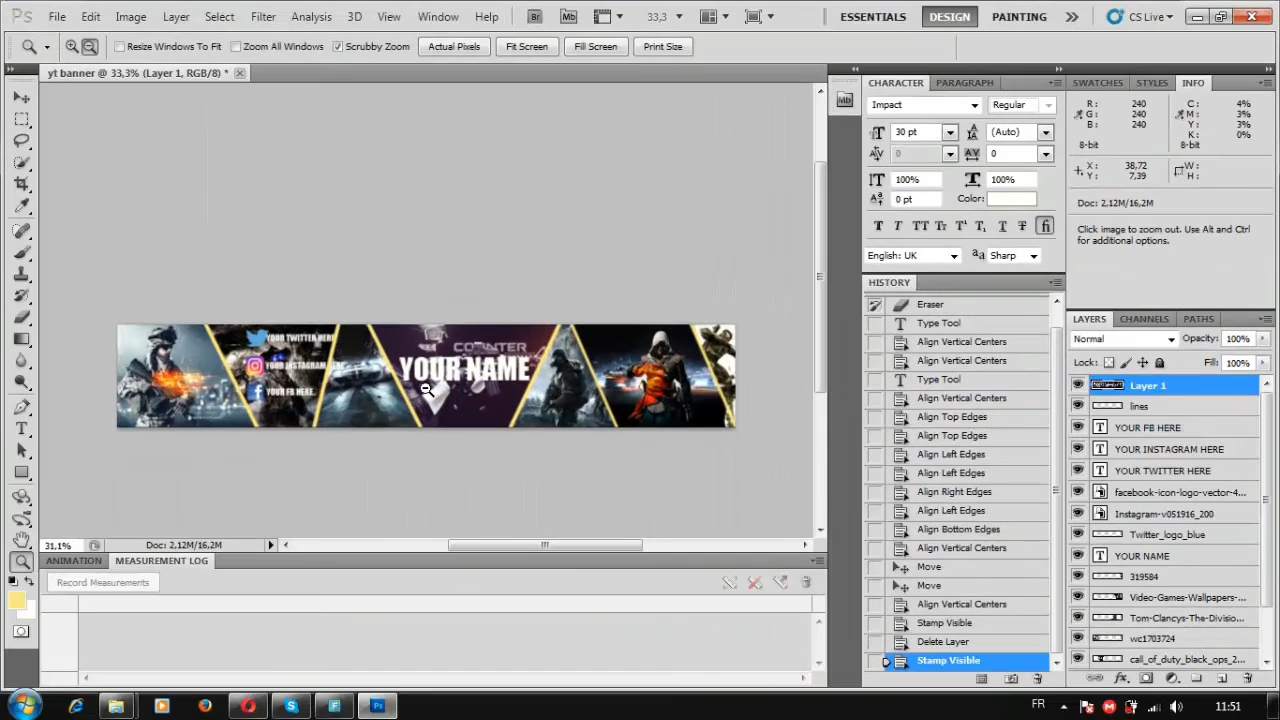 Ps File Edit Image Layer Select Filter Analysis 3D View Window Help Br Mb 33,3 ESSENTIALS DESIGN PAINTING CS Live
Resize Windows To Fit Zoom All Windows Scrubby Zoom Actual Pixels Fit Screen Fill Screen Print Size
yt banner @ 33,3% (Layer 1, RGB/8) *
YOUR TWITTER HERE
YOUR INSTAGRAM HERE
YOUR FB HERE
COUNTER
YOUR NAME
31,1% Doc: 2,12M/16,2M
ANIMATION MEASUREMENT LOG
Record Measurements
Mb
CHARACTER PARAGRAPH
Impact Regular
30 pt (Auto)
0 0
100% 100%
0 pt Color:
T T TT Tr T¹ T₁ T T fi
English: UK aa Sharp
HISTORY
Eraser
Type Tool
Align Vertical Centers
Align Vertical Centers
Type Tool
Align Vertical Centers
Align Top Edges
Align Top Edges
Align Left Edges
Align Left Edges
Align Right Edges
Align Left Edges
Align Bottom Edges
Align Vertical Centers
Move
Move
Align Vertical Centers
Stamp Visible
Delete Layer
Stamp Visible
SWATCHES STYLES INFO
R: 240 C: 4%
G: 240 M: 3%
B: 240 Y: 3%
K: 0%
8-bit 8-bit
X: 38,72 W:
Y: 7,39 H:
Doc: 2,12M/16,2M
Click image to zoom out. Use Alt and Ctrl
for additional options.
LAYERS CHANNELS PATHS
Normal Opacity: 100%
Lock: Fill: 100%
Layer 1
lines
YOUR FB HERE
YOUR INSTAGRAM HERE
YOUR TWITTER HERE
facebook-icon-logo-vector-4...
Instagram-v051916_200
Twitter_logo_blue
YOUR NAME
319584
Video-Games-Wallpapers-...
Tom-Clancys-The-Division...
wc1703724
call_of_duty_black_ops_2...
FR 11:51